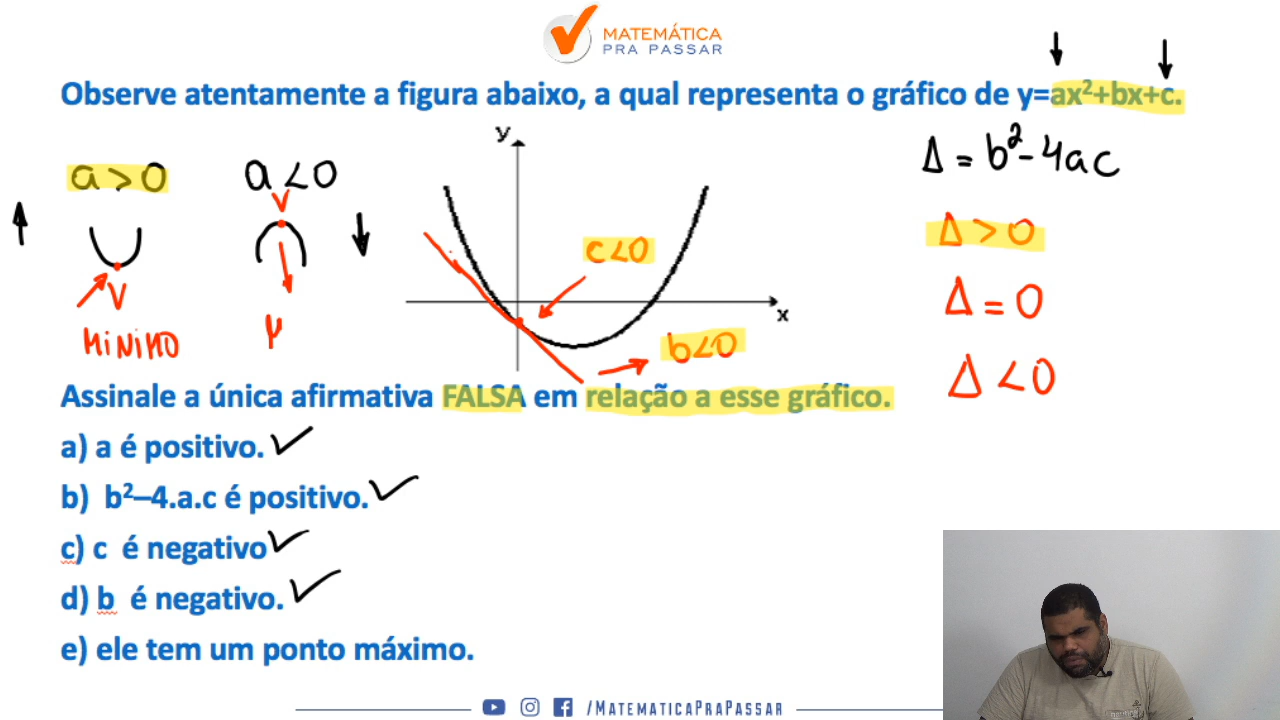 MATEMÁTICA
PRA PASSAR
Observe atentamente a figura abaixo, a qual representa o gráfico de y=ax²+bx+c.
a>0
a<0
V
V
MÍNIMO
M
y
x
c<0
b<0
Δ = b²-4ac
Δ > 0
Δ = 0
Δ < 0
Assinale a única afirmativa FALSA em relação a esse gráfico.
a) a é positivo. ✓
b) b²–4.a.c é positivo. ✓
c) c é negativo ✓
d) b é negativo. ✓
e) ele tem um ponto máximo.
/MatematicaPraPassar